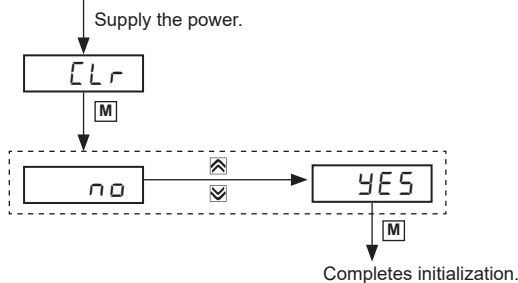 Supply the power.
CLr
M
no
YES
M
Completes initialization.